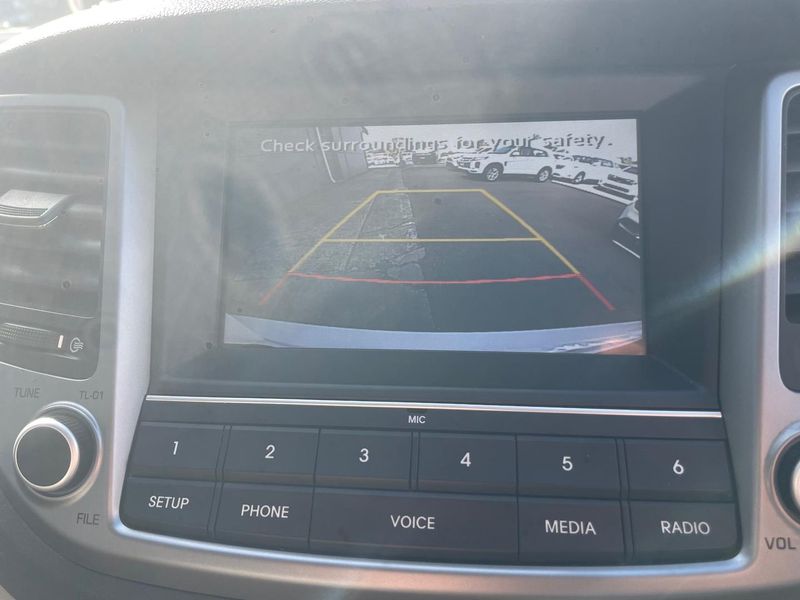 Check surroundings for your safety.
TUNE
TL-01
FILE
MIC
1 2 3 4 5 6
SETUP PHONE VOICE MEDIA RADIO
VOL